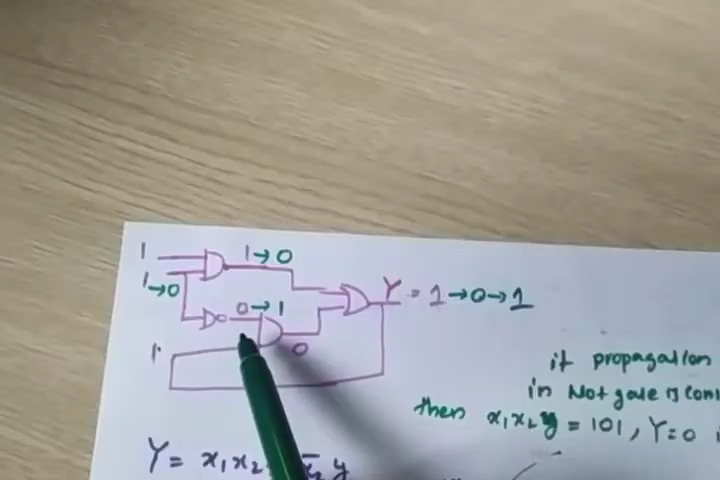 1 1→0
1→0 Y = 1→0→1
0→1
1 0
if propagation
in Not gate is
then x₁x₂y = 101, Y=0
Y = x₁x₂ x̄₂y